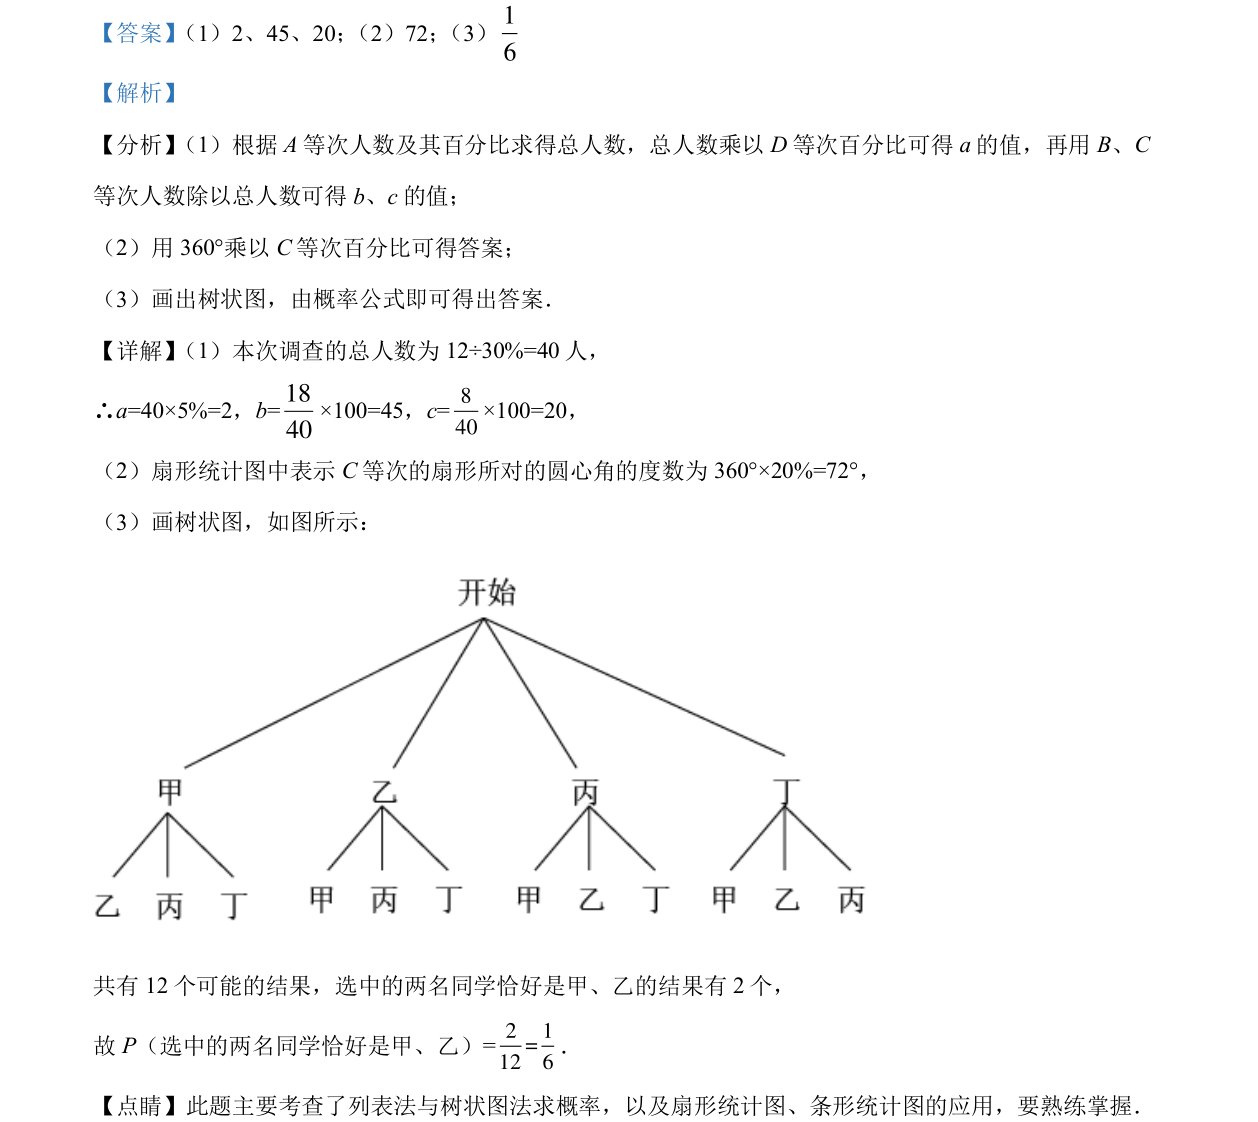 【答案】（1）2、45、20；（2）72；（3）1/6
【解析】
【分析】（1）根据 A 等次人数及其百分比求得总人数，总人数乘以 D 等次百分比可得 a 的值，再用 B、C
等次人数除以总人数可得 b、c 的值；
（2）用 360°乘以 C 等次百分比可得答案；
（3）画出树状图，由概率公式即可得出答案．
【详解】（1）本次调查的总人数为 12÷30%=40 人，
∴a=40×5%=2，b=18/40×100=45，c=8/40×100=20，
（2）扇形统计图中表示 C 等次的扇形所对的圆心角的度数为 360°×20%=72°，
（3）画树状图，如图所示：
开始
甲 乙 丙 丁
乙 丙 丁 甲 丙 丁 甲 乙 丁 甲 乙 丙
共有 12 个可能的结果，选中的两名同学恰好是甲、乙的结果有 2 个，
故 P（选中的两名同学恰好是甲、乙）=2/12=1/6．
【点睛】此题主要考查了列表法与树状图法求概率，以及扇形统计图、条形统计图的应用，要熟练掌握．